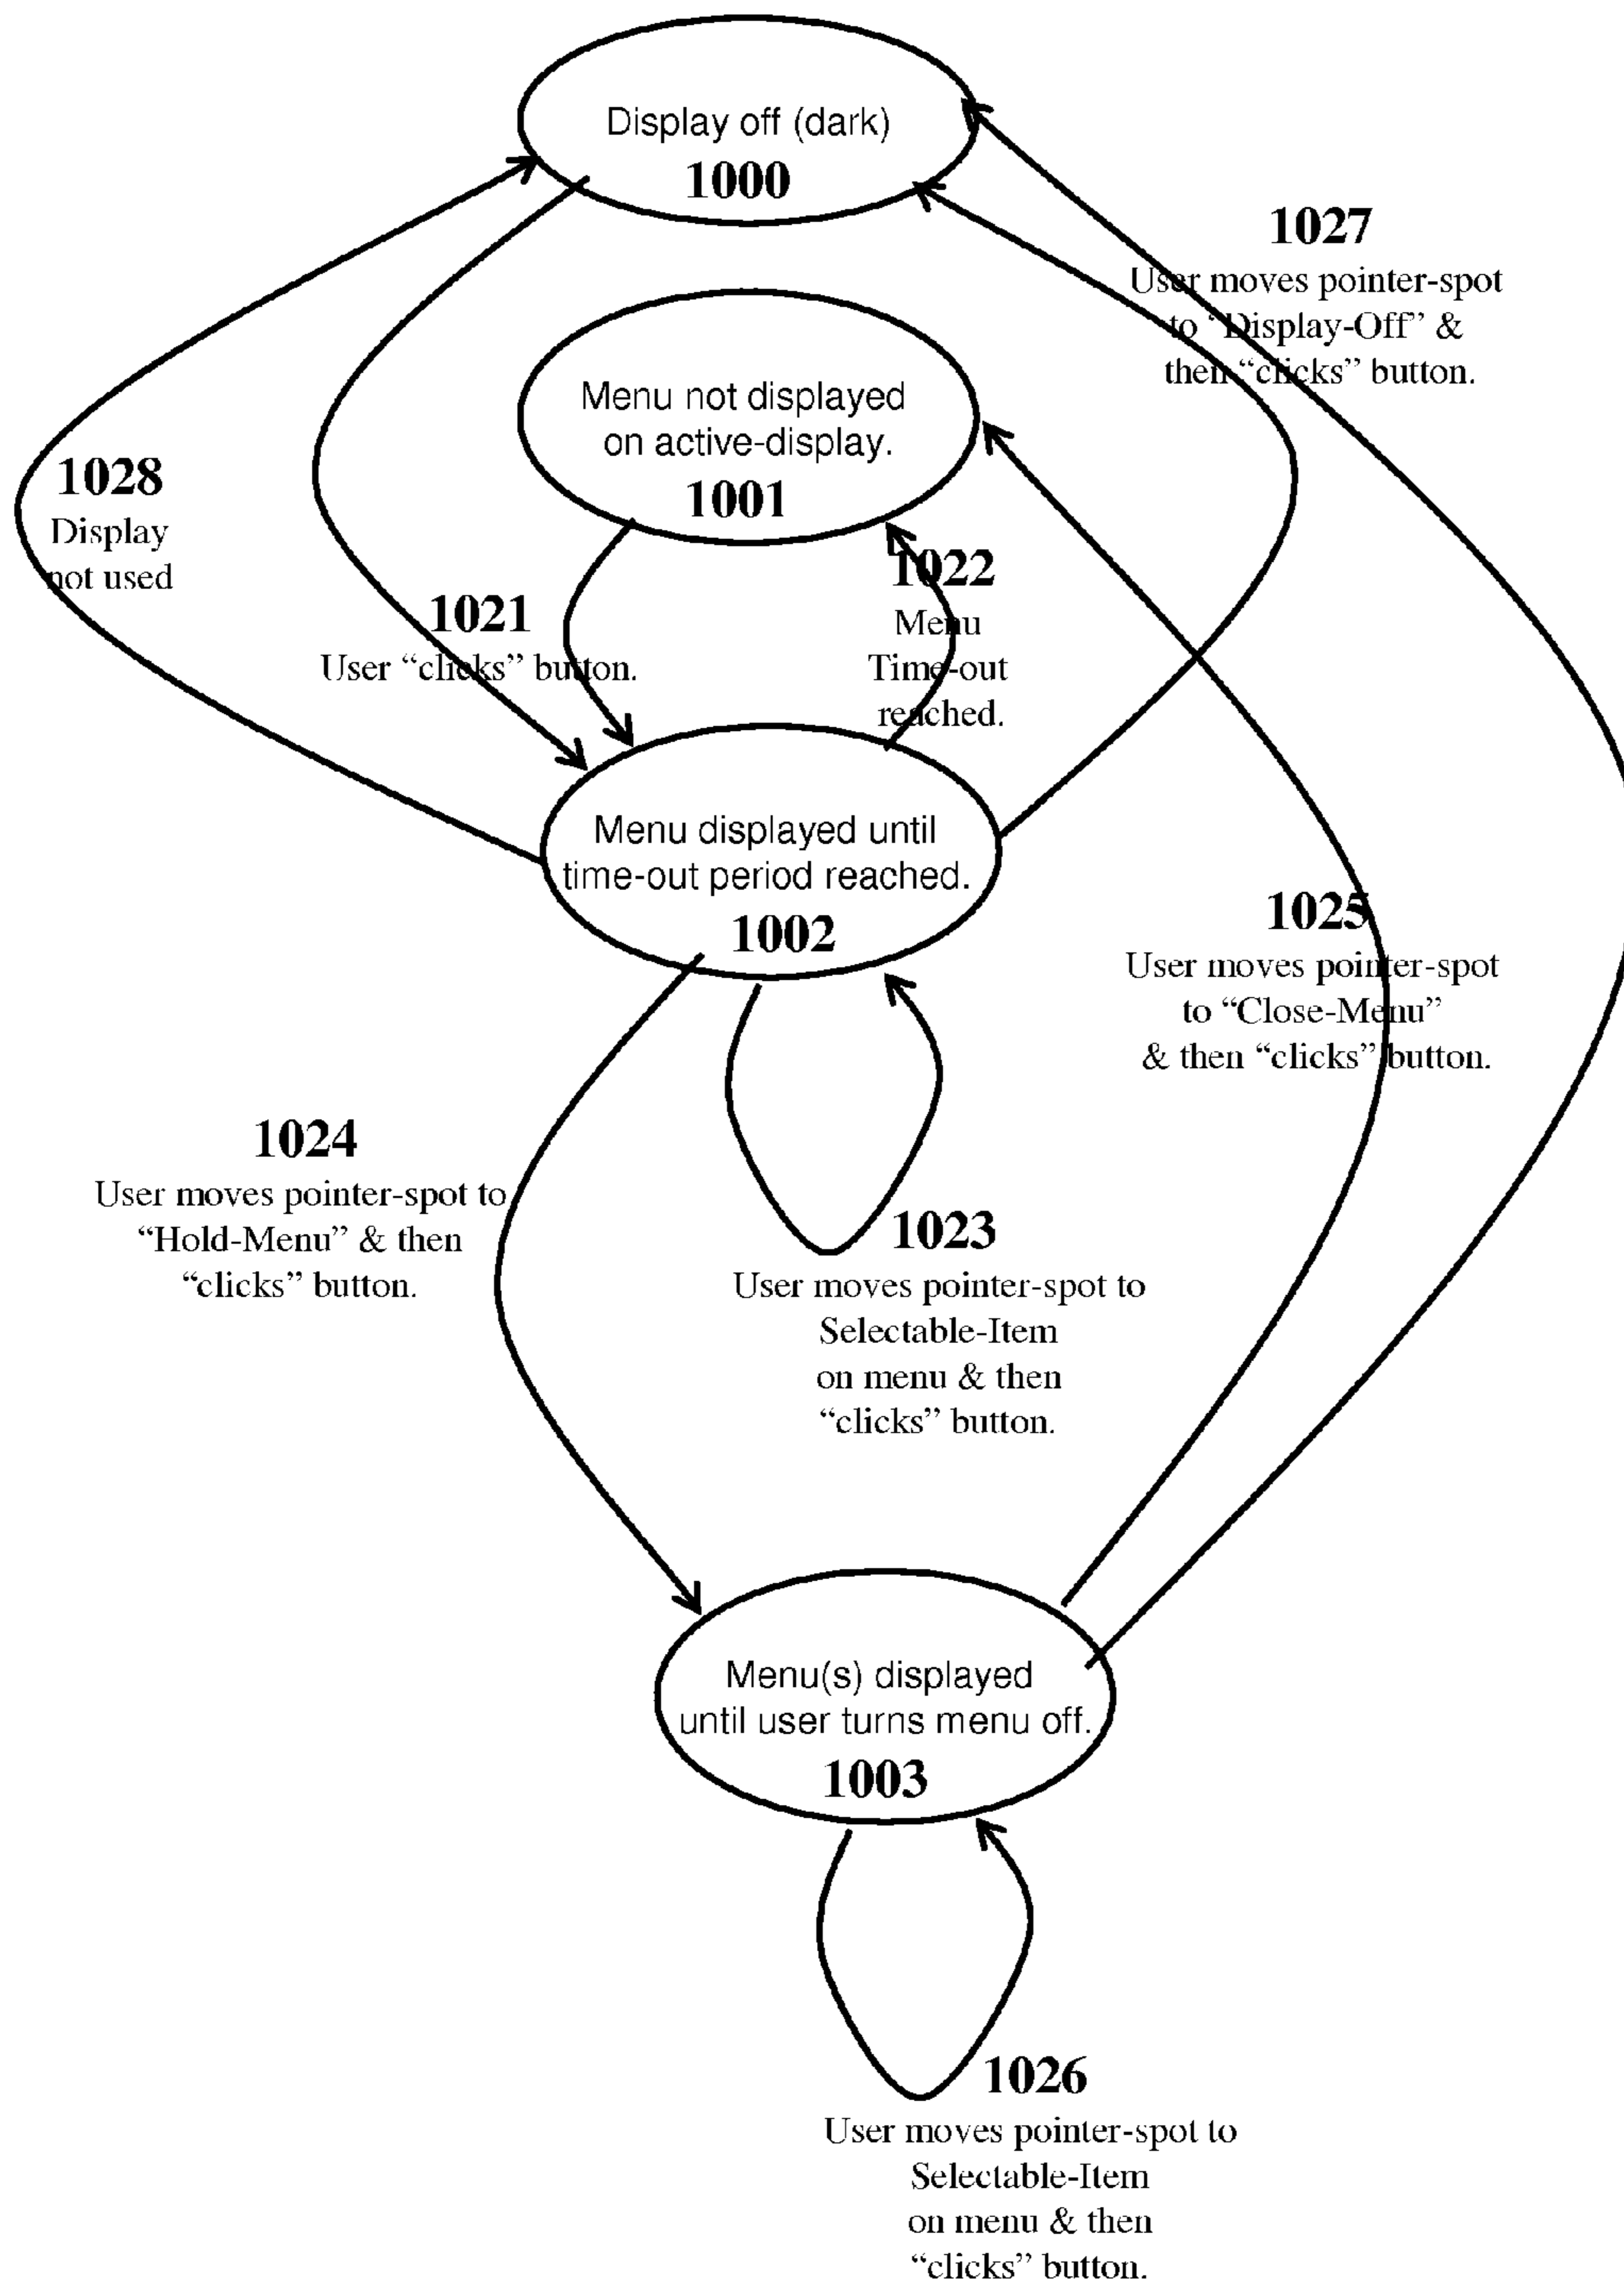 Display off (dark)
1000
1027
User moves pointer-spot
to “Display-Off” &
then “clicks” button.
Menu not displayed
on active-display.
1001
1028
Display
not used
1021
User “clicks” button.
1022
Menu
Time-out
reached.
Menu displayed until
time-out period reached.
1002
1025
User moves pointer-spot
to “Close-Menu”
& then “clicks” button.
1024
User moves pointer-spot to
“Hold-Menu” & then
“clicks” button.
1023
User moves pointer-spot to
Selectable-Item
on menu & then
“clicks” button.
Menu(s) displayed
until user turns menu off.
1003
1026
User moves pointer-spot to
Selectable-Item
on menu & then
“clicks” button.